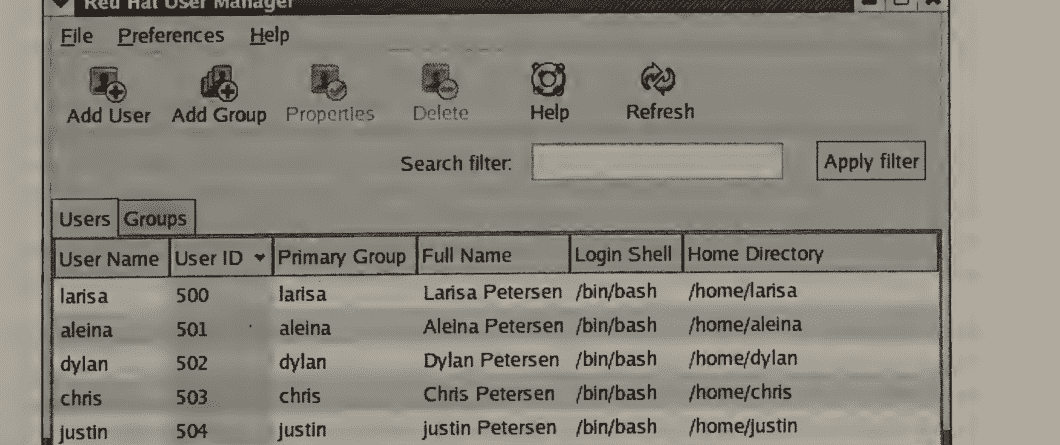 Red Hat User Manager
File Preferences Help
Add User Add Group Properties Delete Help Refresh
Search filter: Apply filter
Users Groups
User Name User ID Primary Group Full Name Login Shell Home Directory
larisa 500 larisa Larisa Petersen /bin/bash /home/larisa
aleina 501 aleina Aleina Petersen /bin/bash /home/aleina
dylan 502 dylan Dylan Petersen /bin/bash /home/dylan
chris 503 chris Chris Petersen /bin/bash /home/chris
justin 504 justin justin Petersen /bin/bash /home/justin